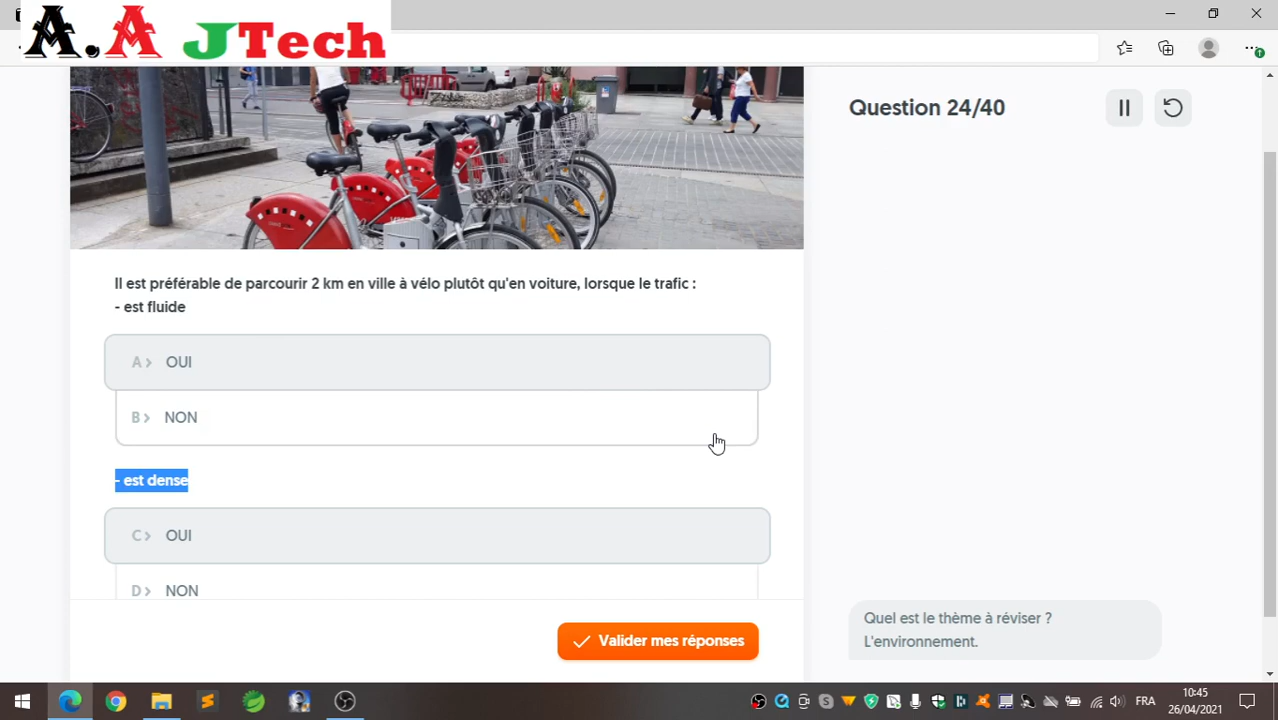 A.A JTech
Question 24/40
Il est préférable de parcourir 2 km en ville à vélo plutôt qu'en voiture, lorsque le trafic :
- est fluide
A > OUI
B > NON
- est dense
C > OUI
D > NON
Valider mes réponses
Quel est le thème à réviser ?
L'environnement.
FRA
10:45
26/04/2021